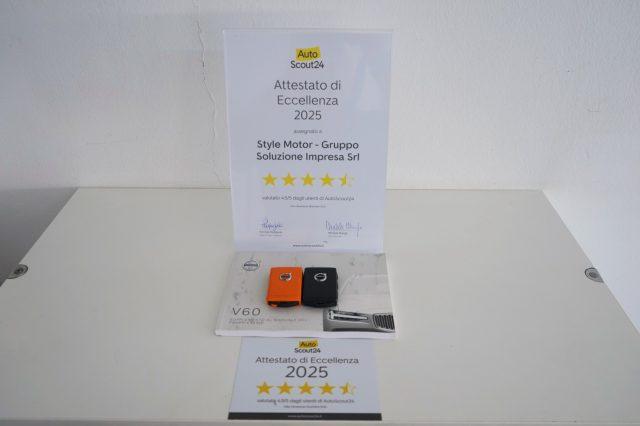 Auto
Scout24
Attestato di
Eccellenza
2025
assegnato a
Style Motor - Gruppo
Soluzione Impresa Srl
valutato 4.5/5 dagli utenti di AutoScout24
V60
Auto
Scout24
Attestato di Eccellenza
2025
valutato 4.5/5 dagli utenti di AutoScout24